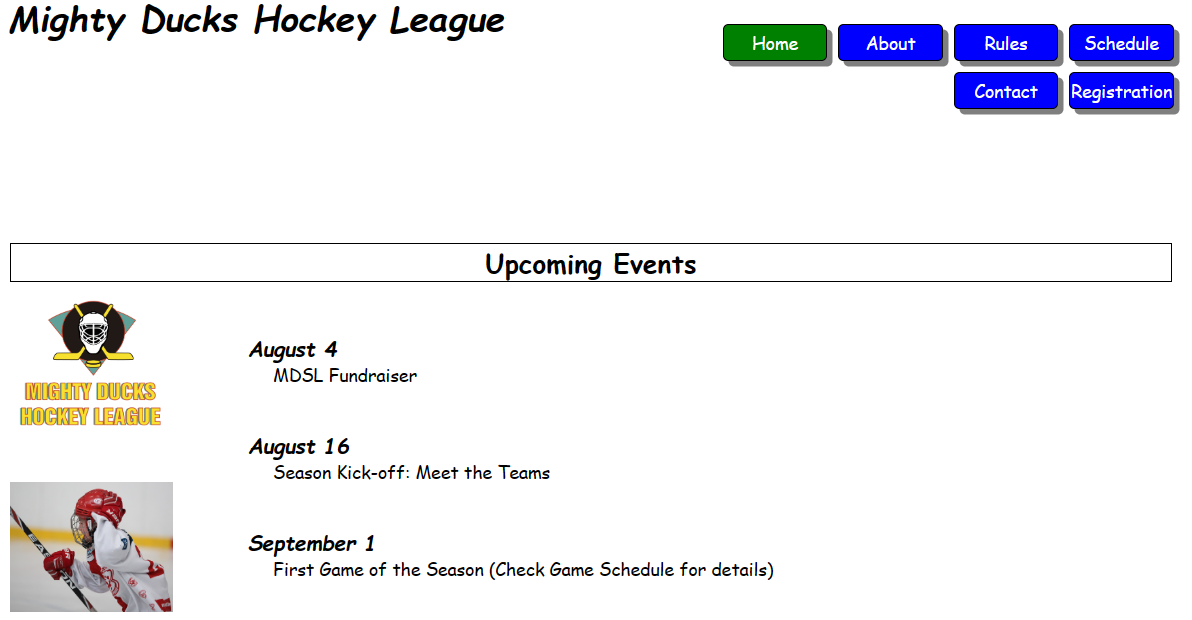 Mighty Ducks Hockey League
Home
About
Rules
Schedule
Contact
Registration
Upcoming Events
MIGHTY DUCKS
HOCKEY LEAGUE
August 4
MDSL Fundraiser
August 16
Season Kick-off: Meet the Teams
September 1
First Game of the Season (Check Game Schedule for details)